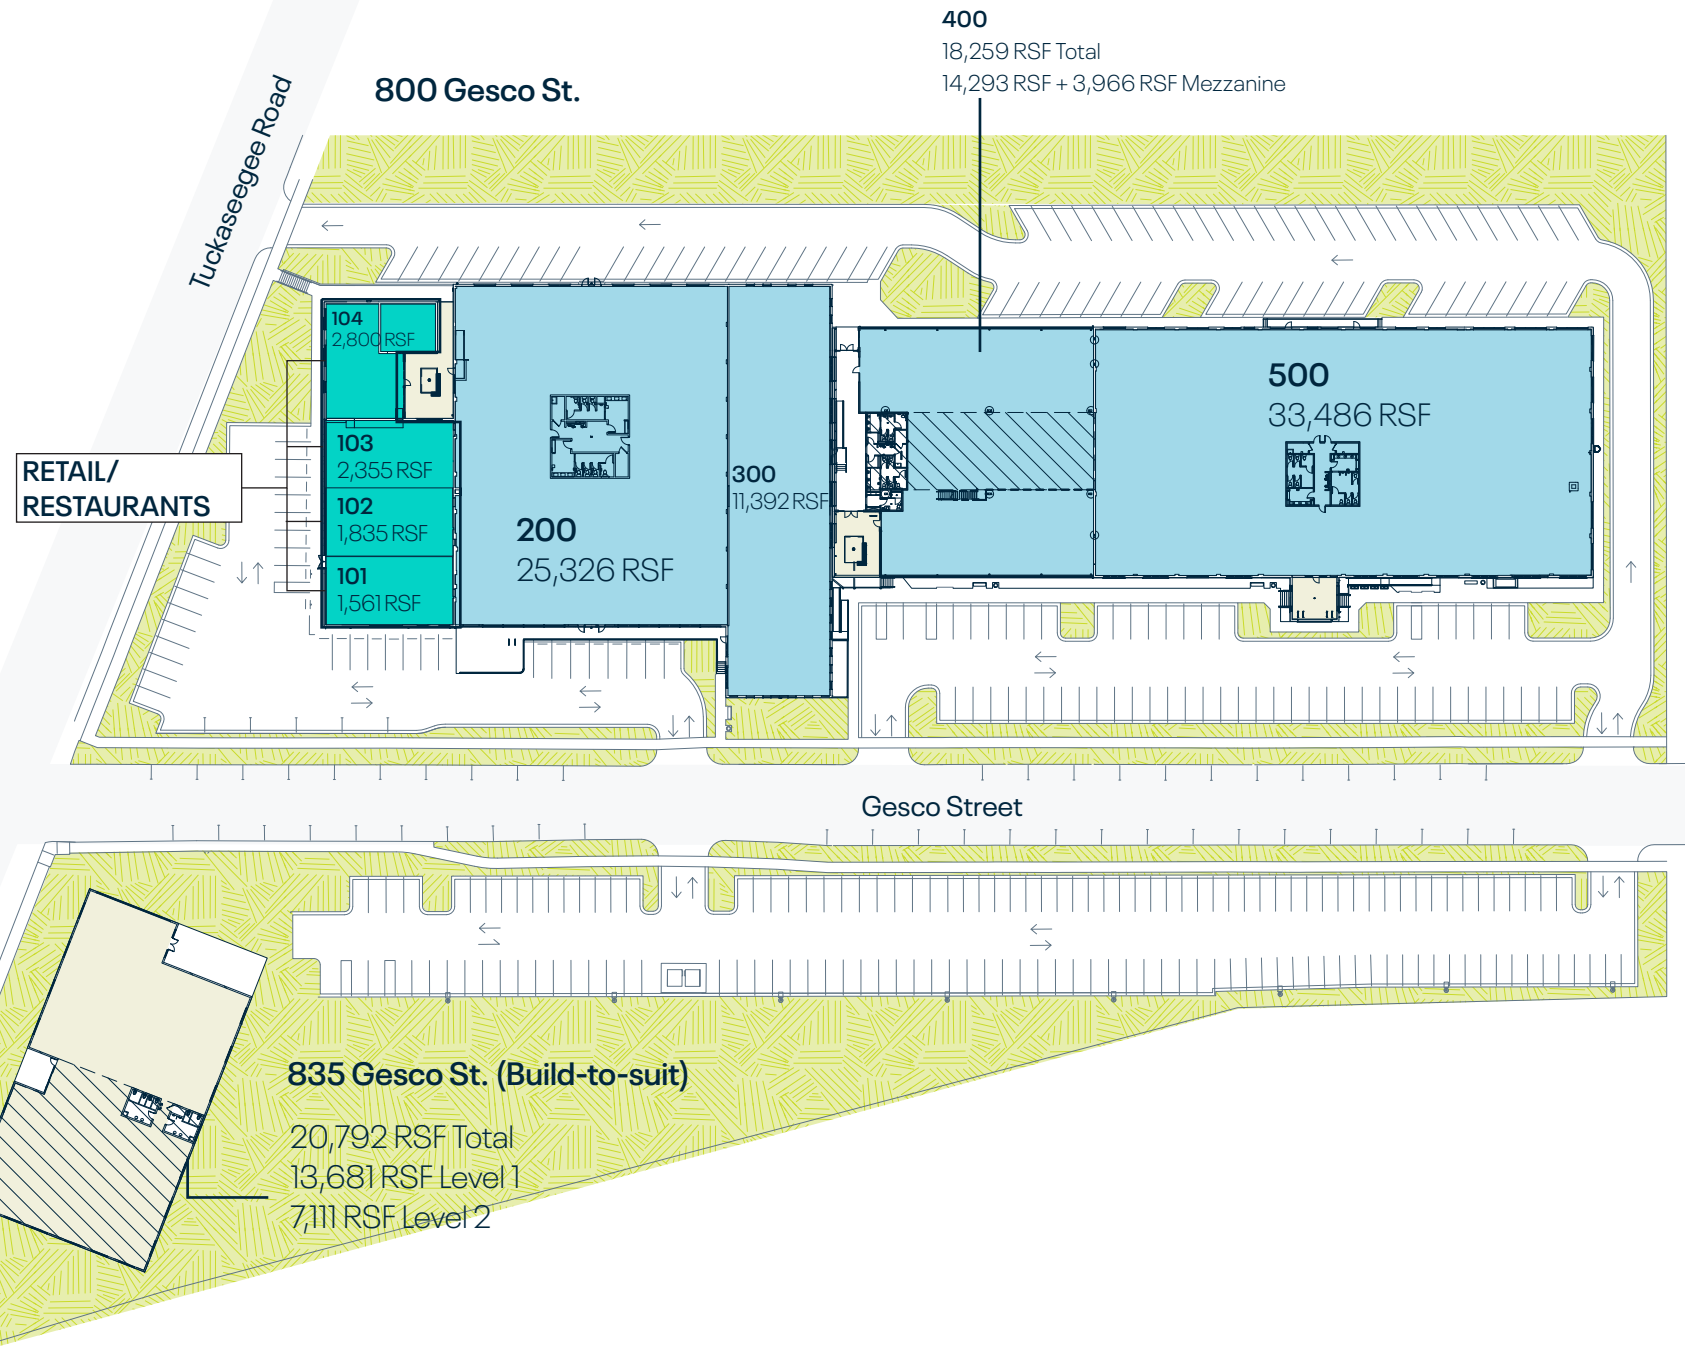 400
18,259 RSF Total
14,293 RSF + 3,966 RSF Mezzanine
800 Gesco St.
Tuckaseegee Road
104
2,800 RSF
103
2,355 RSF
102
1,835 RSF
101
1,561 RSF
RETAIL/
RESTAURANTS
200
25,326 RSF
300
11,392 RSF
500
33,486 RSF
Gesco Street
835 Gesco St. (Build-to-suit)
20,792 RSF Total
13,681 RSF Level 1
7,111 RSF Level 2